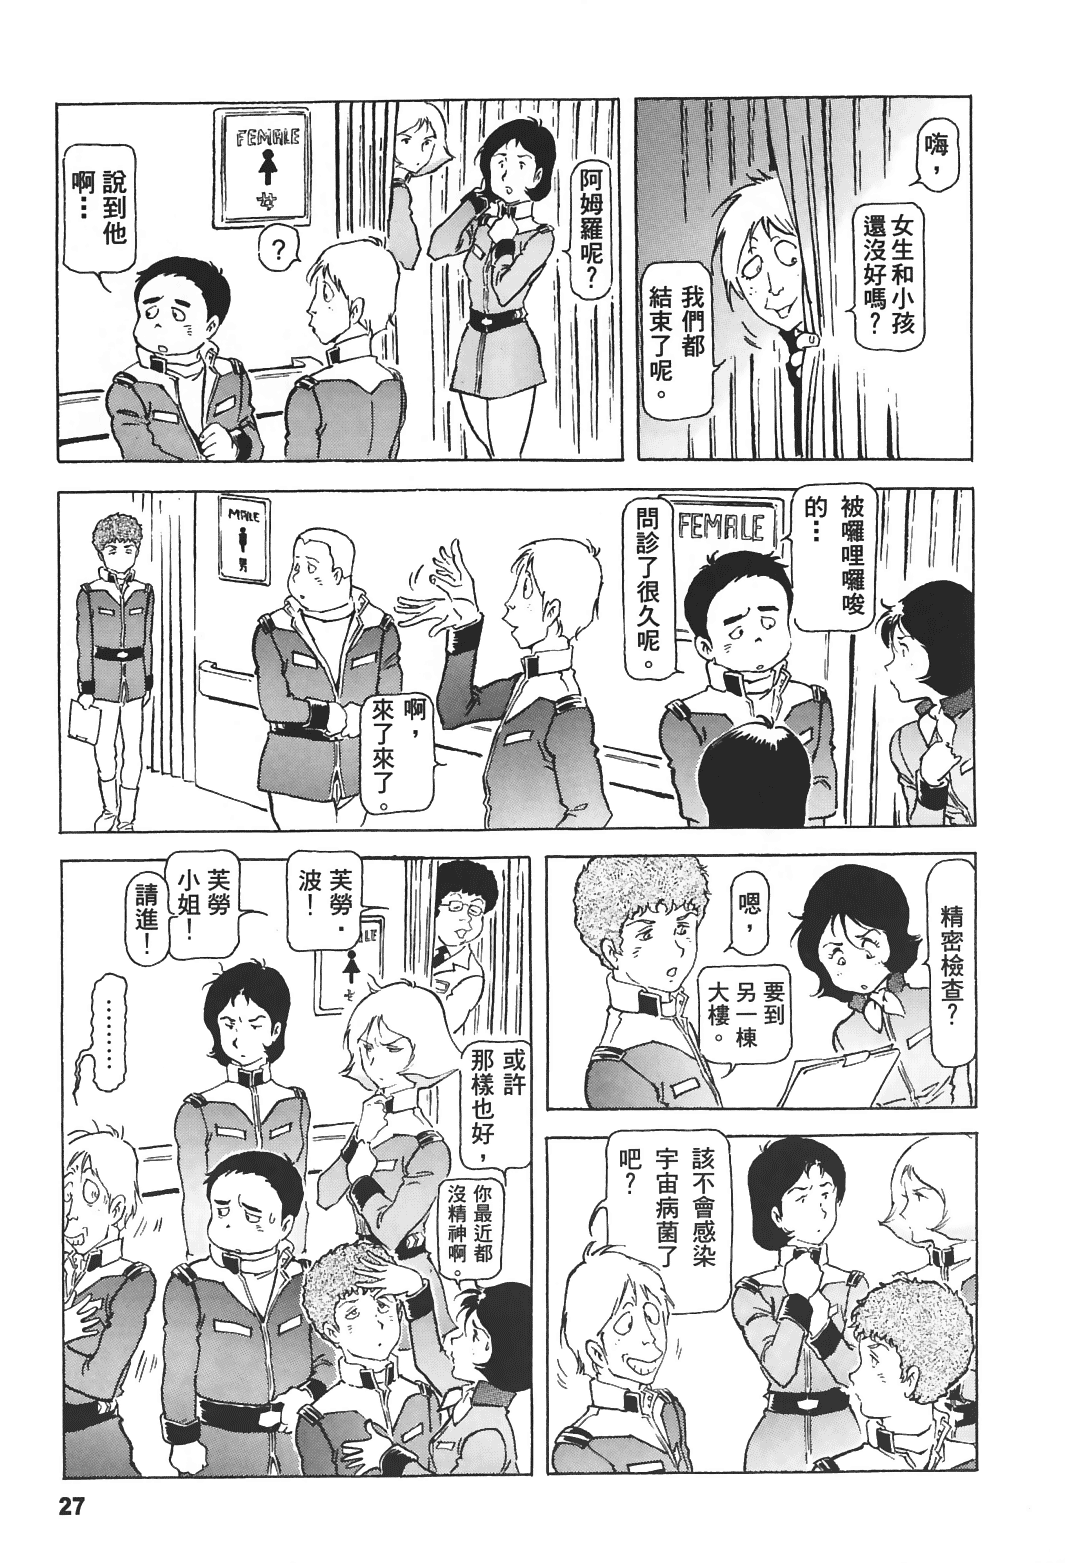 嗨，
女生和小孩
還沒好嗎？
我們都
結束了呢。
阿姆羅呢？
FEMALE
？
說到他
啊…
被囉哩囉唆
的…
FEMALE
問診了很久呢。
啊，
來了來了。
MALE
男
精密檢查？
嗯，
要到
另一棟
大樓。
該不會感染
宇宙病菌了
吧？
芙勞・
波！
芙勞
小姐！
請進！
………
LE
或許
那樣也好，
你最近都
沒精神啊。
27